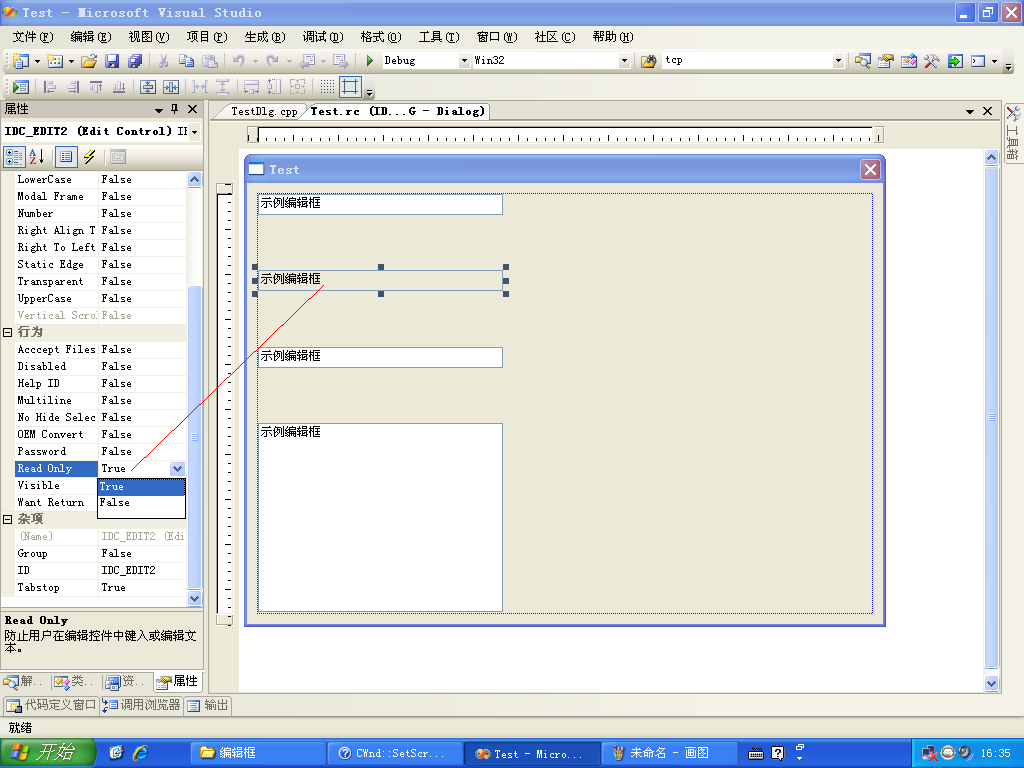 Test - Microsoft Visual Studio
文件(F) 编辑(E) 视图(V) 项目(P) 生成(B) 调试(D) 格式(O) 工具(T) 窗口(W) 社区(C) 帮助(H)
Debug Win32 tcp
属性
TestDlg.cpp Test.rc (ID...G - Dialog)
IDC_EDIT2 (Edit Control) IE
工具箱
LowerCase False
Modal Frame False
Number False
Right Align T False
Right To Left False
Static Edge False
Transparent False
UpperCase False
Vertical Scrol False
行为
Acccept Files False
Disabled False
Help ID False
Multiline False
No Hide Selec False
OEM Convert False
Password False
Read Only True
Visible True
Want Return False
杂项
(Name) IDC_EDIT2 (Edi
Group False
ID IDC_EDIT2
Tabstop True
Read Only
防止用户在编辑控件中键入或编辑文
本。
Test
示例编辑框
示例编辑框
示例编辑框
示例编辑框
解... 类... 资... 属性
代码定义窗口 调用浏览器 输出
就绪
开始 编辑框 CWnd::SetScr... Test - Micro... 未命名 - 画图 16:35